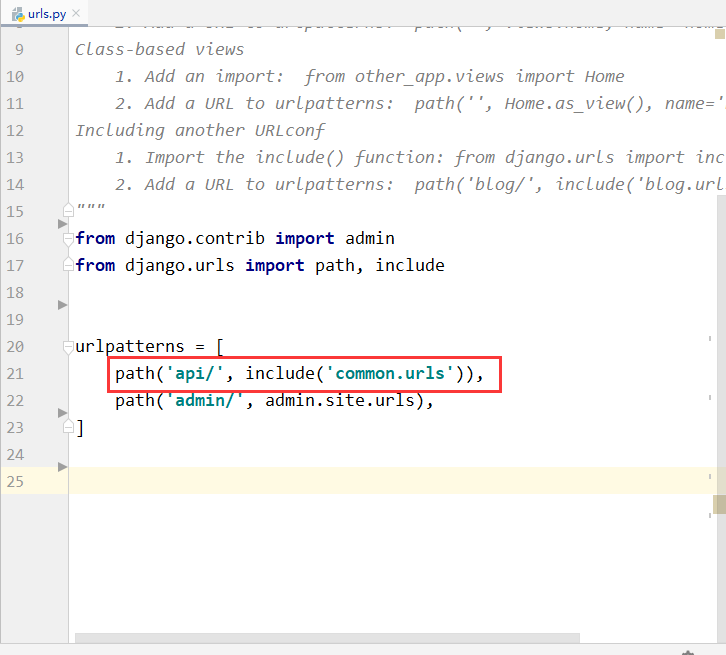 urls.py
9 Class-based views
10 1. Add an import: from other_app.views import Home
11 2. Add a URL to urlpatterns: path('', Home.as_view(), name='
12 Including another URLconf
13 1. Import the include() function: from django.urls import inc
14 2. Add a URL to urlpatterns: path('blog/', include('blog.url
15 """
16 from django.contrib import admin
17 from django.urls import path, include
18
19
20 urlpatterns = [
21 path('api/', include('common.urls')),
22 path('admin/', admin.site.urls),
23 ]
24
25